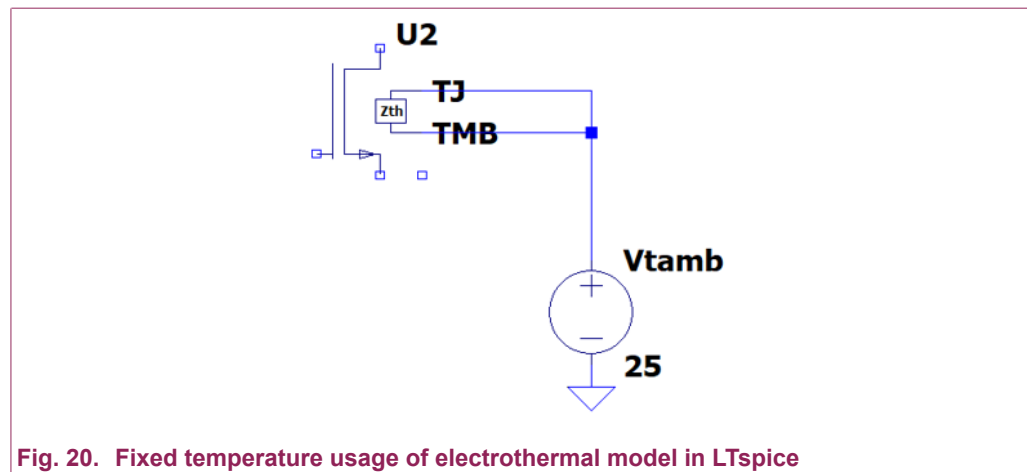 U2
TJ
Zth
TMB
Vtamb
25
Fig. 20. Fixed temperature usage of electrothermal model in LTspice